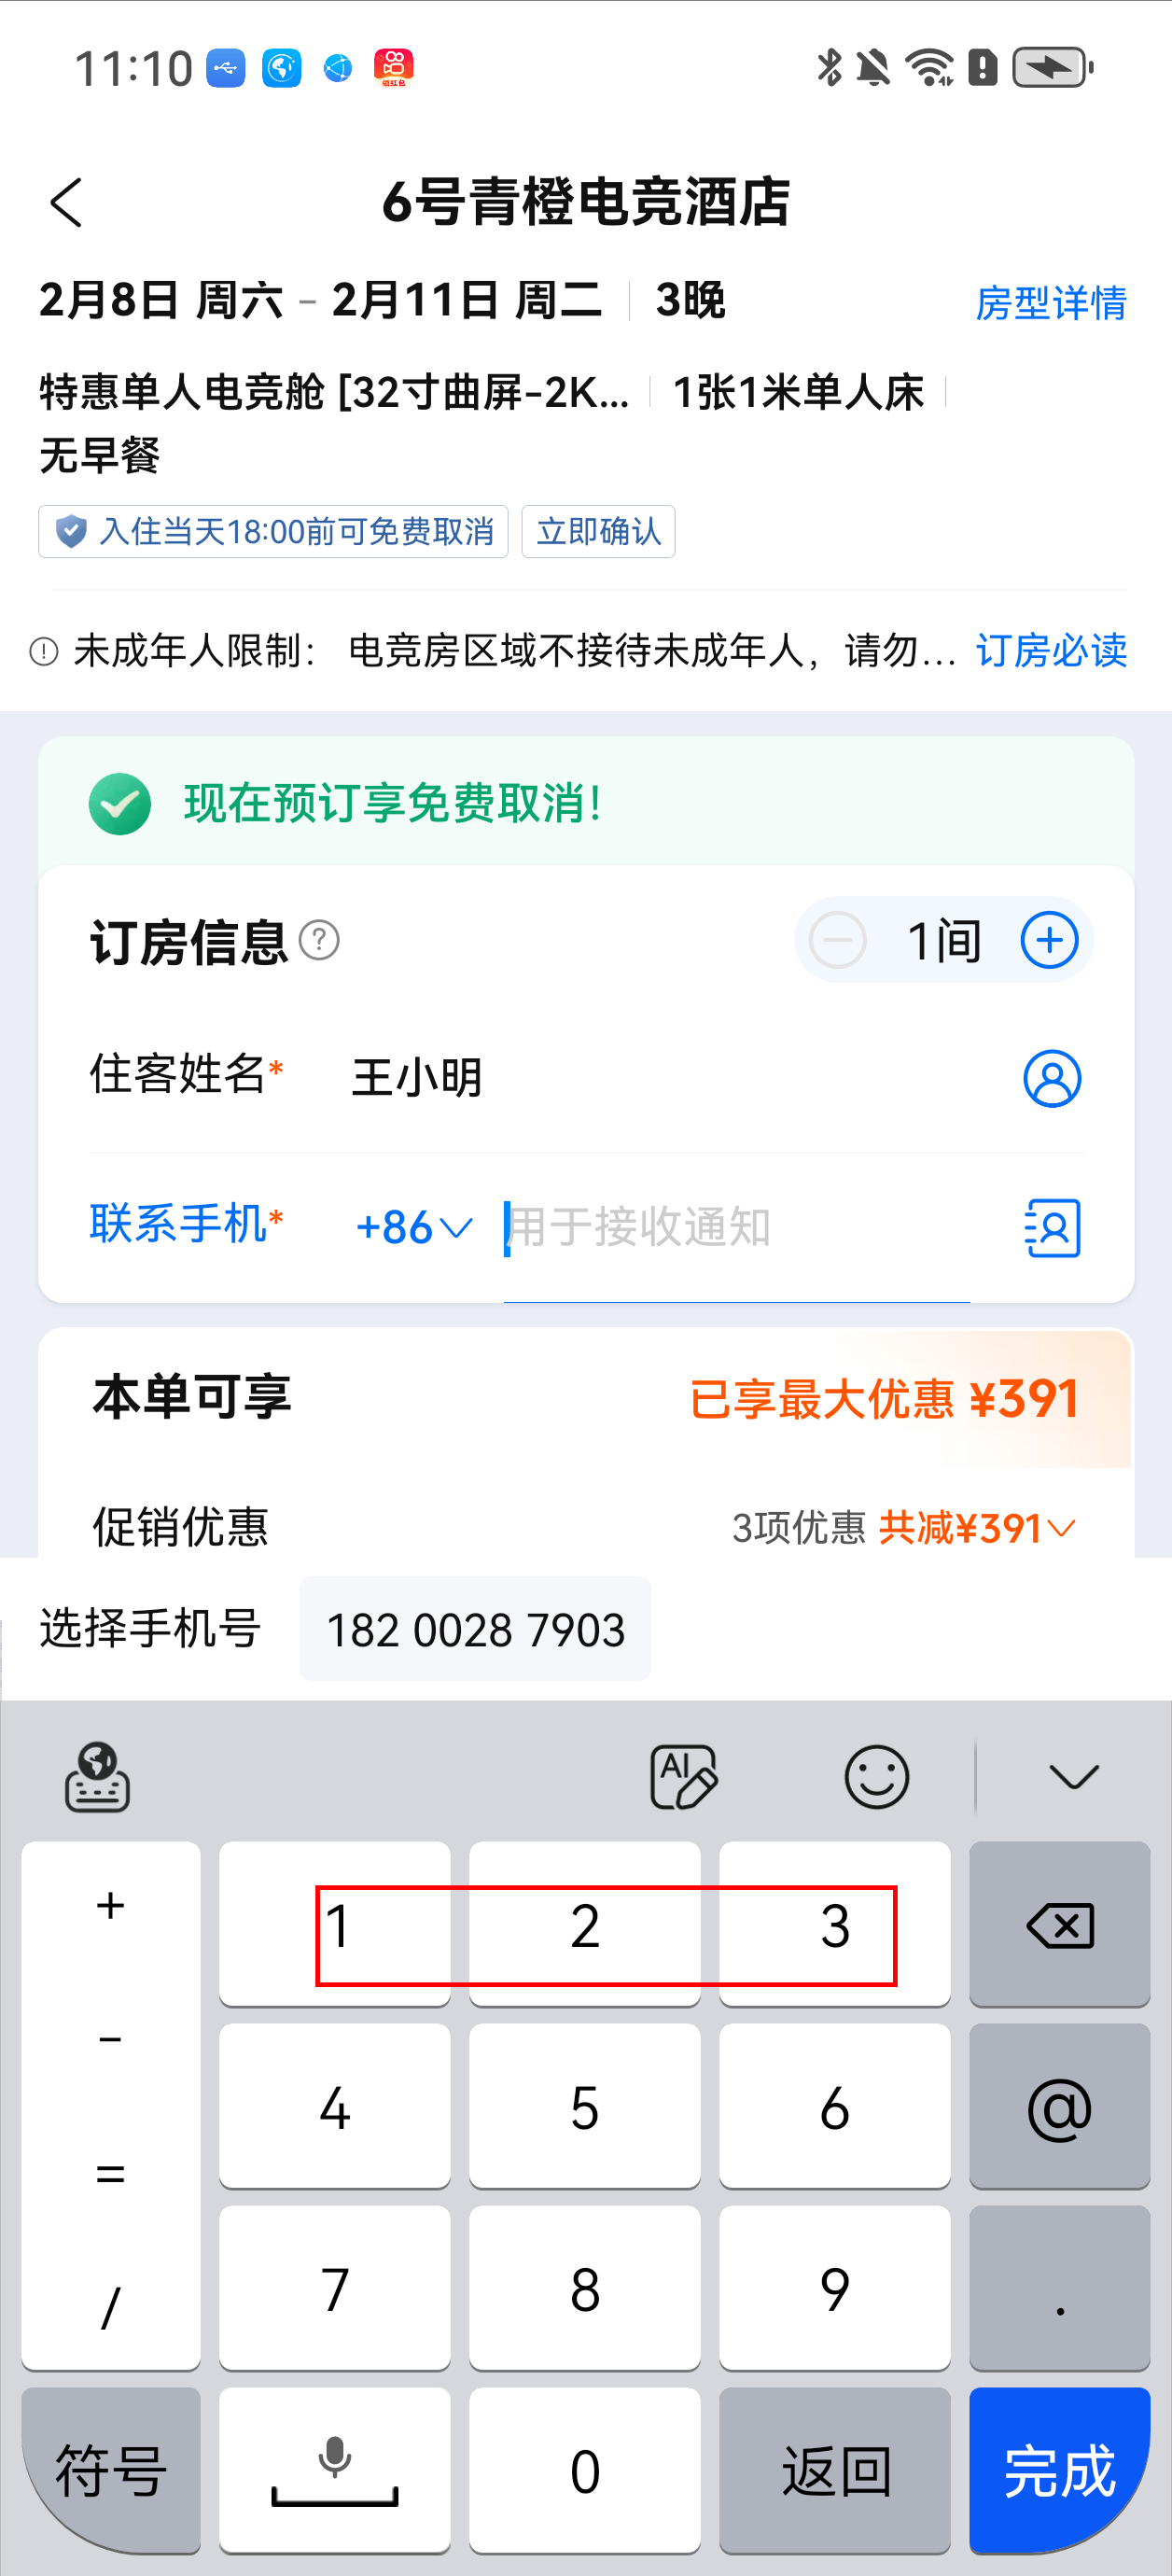 11:10
领红包
6号青橙电竞酒店
2月8日 周六 - 2月11日 周二 3晚 房型详情
特惠单人电竞舱 [32寸曲屏-2K... 1张1米单人床
无早餐
入住当天18:00前可免费取消 立即确认
未成年人限制： 电竞房区域不接待未成年人，请勿... 订房必读
现在预订享免费取消！
订房信息 ? 1间
住客姓名* 王小明
联系手机* +86 用于接收通知
本单可享 已享最大优惠 ¥391
促销优惠 3项优惠 共减¥391
选择手机号 182 0028 7903
AI
+ 1 2 3
- 4 5 6 @
= 7 8 9 .
/
符号 0 返回 完成